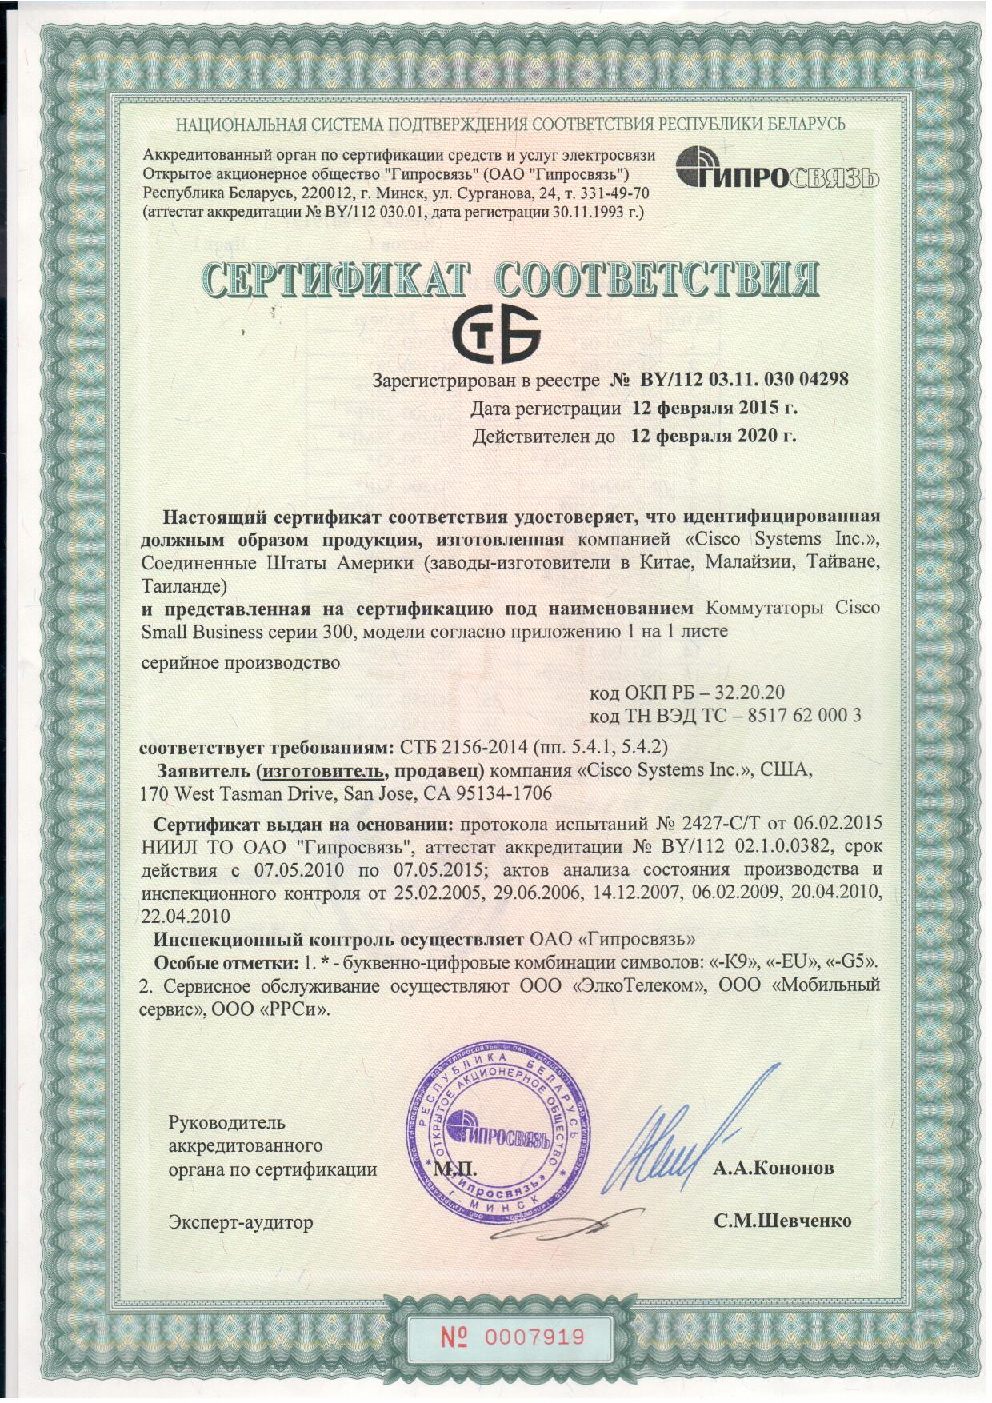 НАЦИОНАЛЬНАЯ СИСТЕМА ПОДТВЕРЖДЕНИЯ СООТВЕТСТВИЯ РЕСПУБЛИКИ БЕЛАРУСЬ
Аккредитованный орган по сертификации средств и услуг электросвязи
Открытое акционерное общество "Гипросвязь" (ОАО "Гипросвязь")
Республика Беларусь, 220012, г. Минск, ул. Сурганова, 24, т. 331-49-70
(аттестат аккредитации № BY/112 030.01, дата регистрации 30.11.1993 г.)
ГИПРОСВЯЗЬ
СЕРТИФИКАТ СООТВЕТСТВИЯ
СТБ
Зарегистрирован в реестре № BY/112 03.11. 030 04298
Дата регистрации 12 февраля 2015 г.
Действителен до 12 февраля 2020 г.
Настоящий сертификат соответствия удостоверяет, что идентифицированная
должным образом продукция, изготовленная компанией «Cisco Systems Inc.»,
Соединенные Штаты Америки (заводы-изготовители в Китае, Малайзии, Тайване,
Таиланде)
и представленная на сертификацию под наименованием Коммутаторы Cisco
Small Business серии 300, модели согласно приложению 1 на 1 листе
серийное производство
код ОКП РБ – 32.20.20
код ТН ВЭД ТС – 8517 62 000 3
соответствует требованиям: СТБ 2156-2014 (пп. 5.4.1, 5.4.2)
Заявитель (изготовитель, продавец) компания «Cisco Systems Inc.», США,
170 West Tasman Drive, San Jose, CA 95134-1706
Сертификат выдан на основании: протокола испытаний № 2427-С/Т от 06.02.2015
НИИЛ ТО ОАО "Гипросвязь", аттестат аккредитации № BY/112 02.1.0.0382, срок
действия с 07.05.2010 по 07.05.2015; актов анализа состояния производства и
инспекционного контроля от 25.02.2005, 29.06.2006, 14.12.2007, 06.02.2009, 20.04.2010,
22.04.2010
Инспекционный контроль осуществляет ОАО «Гипросвязь»
Особые отметки: 1. * - буквенно-цифровые комбинации символов: «-K9», «-EU», «-G5».
2. Сервисное обслуживание осуществляют ООО «ЭлкоТелеком», ООО «Мобильный
сервис», ООО «РРСи».
РЕСПУБЛИКА БЕЛАРУСЬ
ОТКРЫТОЕ АКЦИОНЕРНОЕ ОБЩЕСТВО
ГИПРОСВЯЗЬ
"Гипросвязь"
г. МИНСК
Руководитель
аккредитованного
органа по сертификации
М.П.
А.А.Кононов
Эксперт-аудитор
С.М.Шевченко
№ 0007919